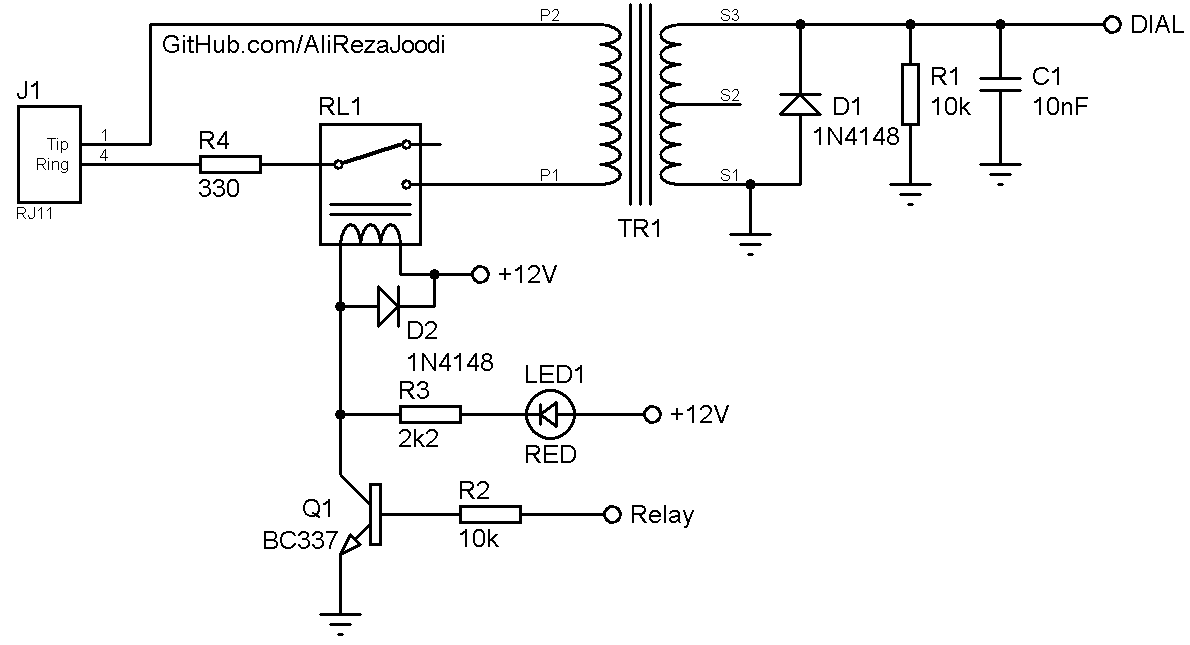 P2
S3
DIAL
GitHub.com/AliRezaJoodi
J1
RL1
S2
R1
10k
C1
10nF
D1
1N4148
Tip
1
Ring
4
R4
330
RJ11
P1
S1
TR1
+12V
D2
1N4148
LED1
R3
2k2
+12V
RED
Q1
BC337
R2
10k
Relay